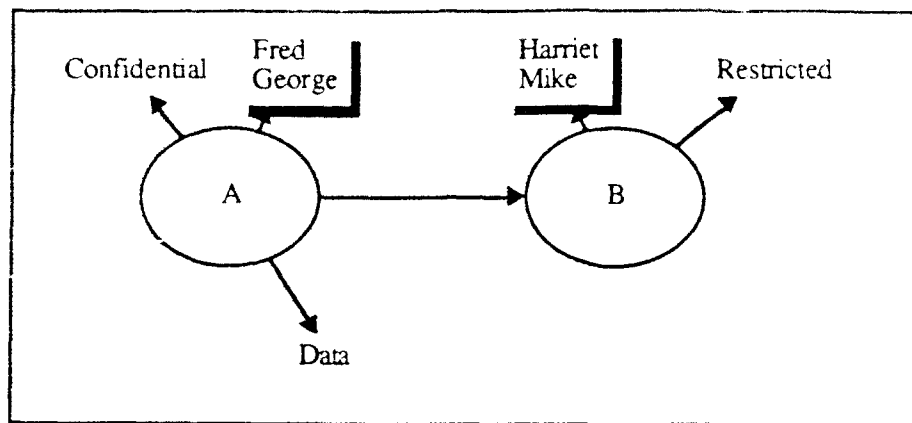 Confidential
Fred
George
Harriet
Mike
Restricted
A
B
Data